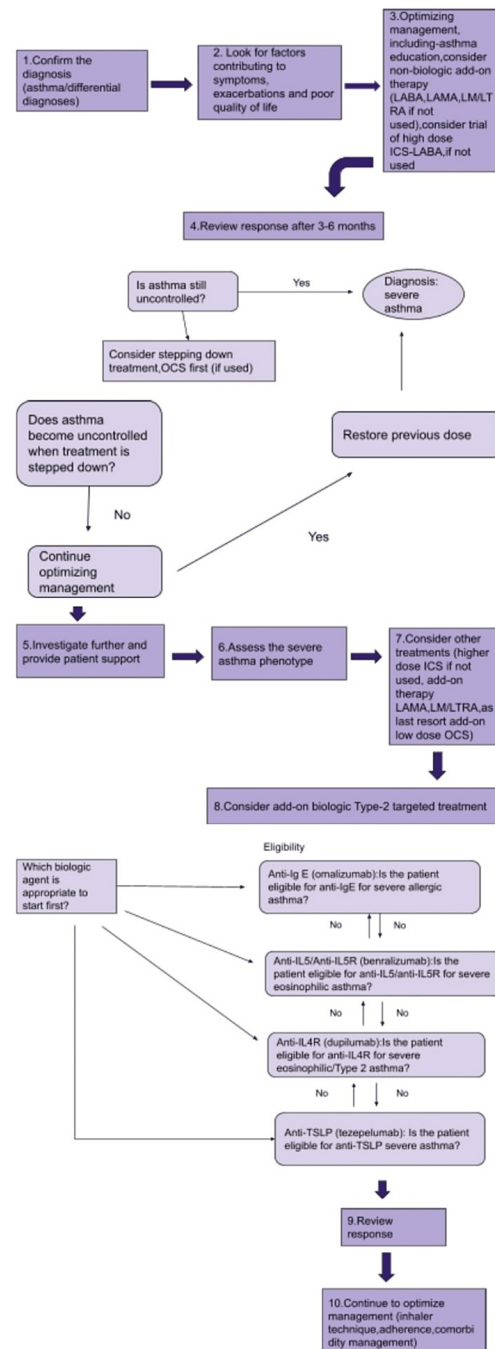 1.Confirm the
diagnosis
(asthma/differential
diagnoses)
2. Look for factors
contributing to
symptoms,
exacerbations and poor
quality of life
3.Optimizing
management,
including-asthma
education,consider
non-biologic add-on
therapy
(LABA,LAMA,LM/LT
RA if not
used),consider trial of
high dose
ICS-LABA,if not
used
4.Review response after 3-6 months
Is asthma still
uncontrolled?
Yes
Diagnosis:
severe
asthma
Consider stepping down
treatment,OCS first (if used)
Does asthma
become uncontrolled
when treatment is
stepped down?
Restore previous dose
No
Yes
Continue
optimizing
management
5.Investigate further and
provide patient support
6.Assess the severe
asthma phenotype
7.Consider other
treatments (higher
dose ICS if not
used, add-on
therapy
LAMA,LM/LTRA,as
last resort add-on
low dose OCS)
8.Consider add-on biologic Type-2 targeted treatment
Eligibility
Which biologic
agent is
appropriate to
start first?
Anti-Ig E (omalizumab):Is the patient
eligible for anti-IgE for severe allergic
asthma?
No No
Anti-IL5/Anti-IL5R (benralizumab):Is the
patient eligible for anti-IL5/anti-IL5R for severe
eosinophilic asthma?
No No
Anti-IL4R (dupilumab):Is the patient
eligible for anti-IL4R for severe
eosinophilic/Type 2 asthma?
No No
Anti-TSLP (tezepelumab): Is the patient
eligible for anti-TSLP severe asthma?
9.Review
response
10.Continue to optimize
management (inhaler
technique,adherence,comorbi
dity management)